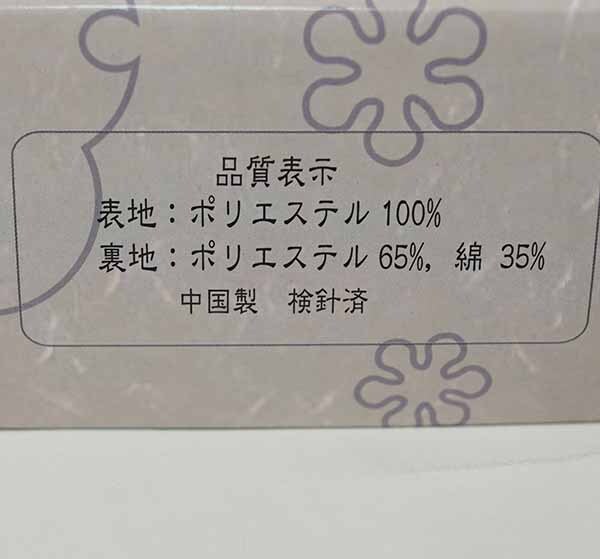 品質表示
表地：ポリエステル 100%
裏地：ポリエステル 65%, 綿 35%
中国製　検針済